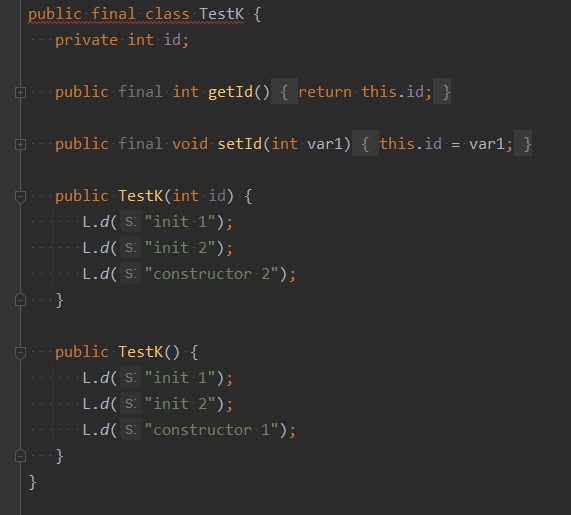 public final class TestK {
private int id;
public final int getId() { return this.id; }
public final void setId(int var1) { this.id = var1; }
public TestK(int id) {
L.d( s: "init 1");
L.d( s: "init 2");
L.d( s: "constructor 2");
}
public TestK() {
L.d( s: "init 1");
L.d( s: "init 2");
L.d( s: "constructor 1");
}
}